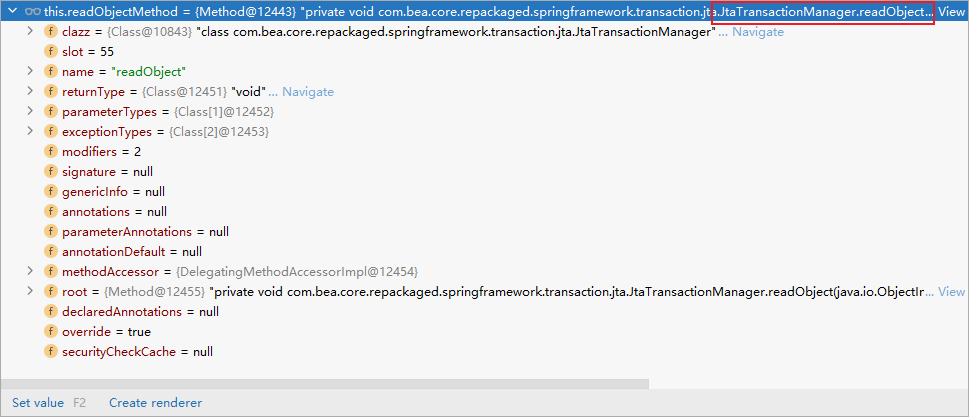 this.readObjectMethod = {Method@12443} "private void com.bea.core.repackaged.springframework.transaction.jta.JtaTransactionManager.readObject... View
f clazz = {Class@10843} "class com.bea.core.repackaged.springframework.transaction.jta.JtaTransactionManager"... Navigate
f slot = 55
f name = "readObject"
f returnType = {Class@12451} "void"... Navigate
f parameterTypes = {Class[1]@12452}
f exceptionTypes = {Class[2]@12453}
f modifiers = 2
f signature = null
f genericInfo = null
f annotations = null
f parameterAnnotations = null
f annotationDefault = null
f methodAccessor = {DelegatingMethodAccessorImpl@12454}
f root = {Method@12455} "private void com.bea.core.repackaged.springframework.transaction.jta.JtaTransactionManager.readObject(java.io.ObjectIr... View
f declaredAnnotations = null
f override = true
f securityCheckCache = null
Set value F2 Create renderer